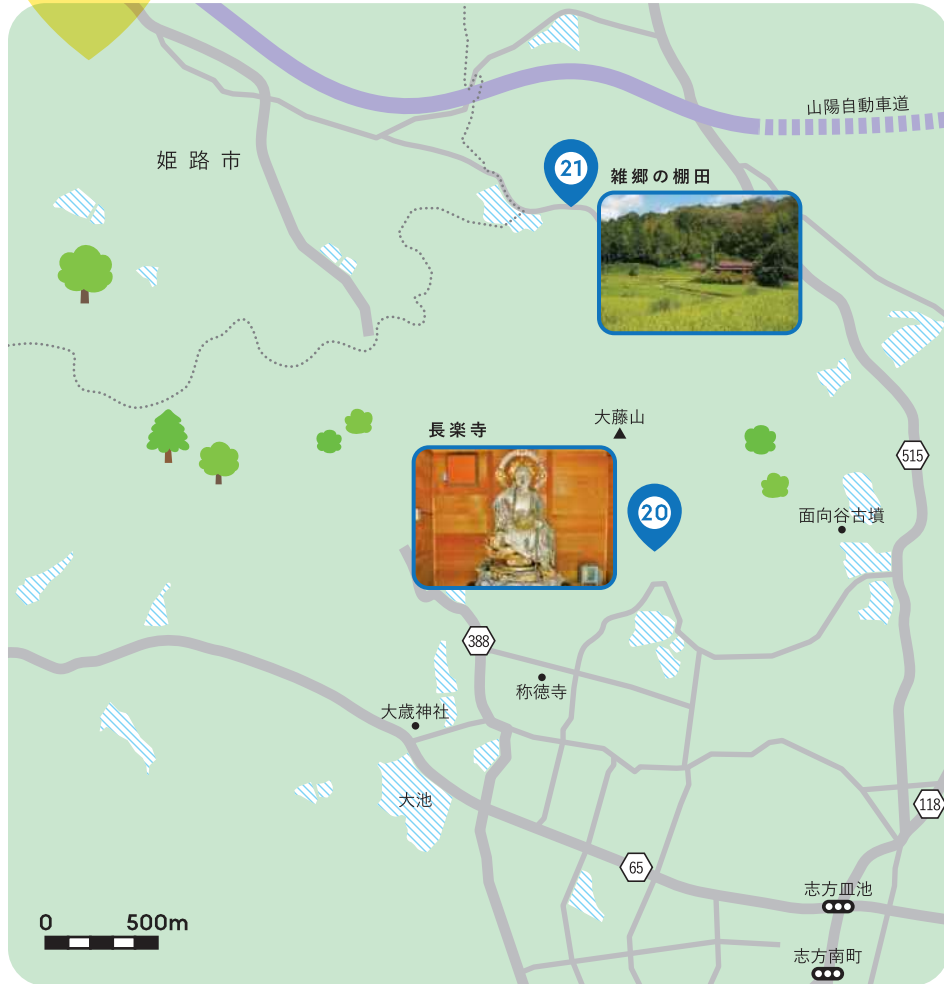 山陽自動車道
姫路市
21
雑郷の棚田
大藤山
長楽寺
515
20
面向谷古墳
388
称徳寺
大歳神社
大池
118
65
志方皿池
0 500m
志方南町